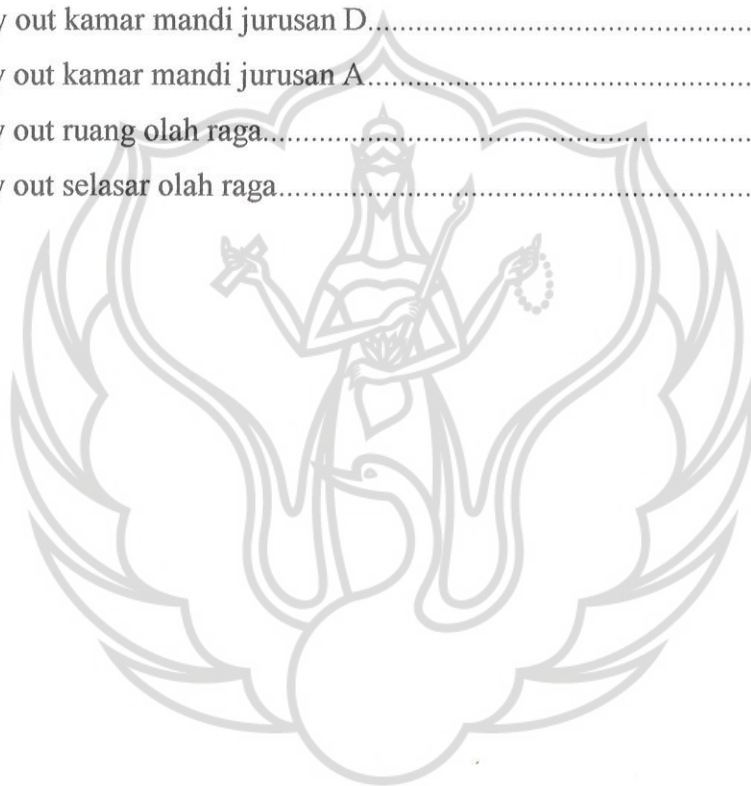 y out kamar mandi jurusan D................................................
y out kamar mandi jurusan A................................................
y out ruang olah raga............................................................
y out selasar olah raga..........................................................